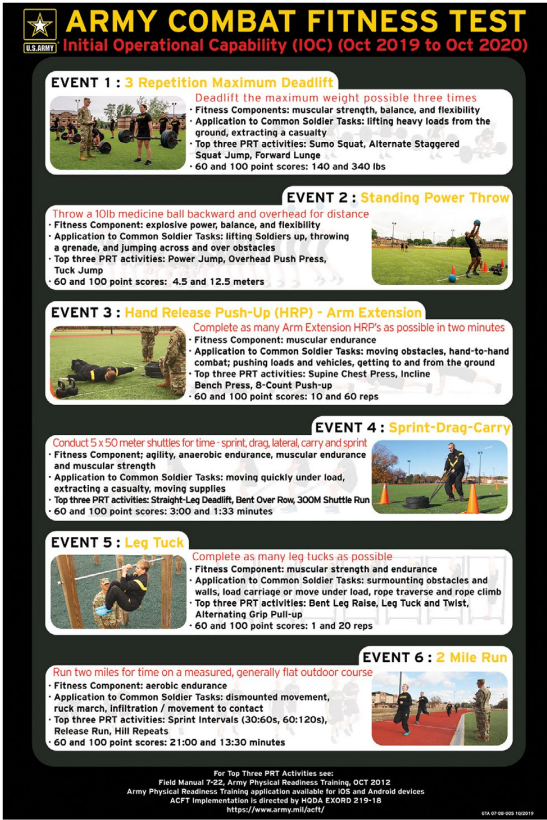 ARMY COMBAT FITNESS TEST
U.S.ARMY
Initial Operational Capability (IOC) (Oct 2019 to Oct 2020)
EVENT 1 : 3 Repetition Maximum Deadlift
Deadlift the maximum weight possible three times
· Fitness Components: muscular strength, balance, and flexibility
· Application to Common Soldier Tasks: lifting heavy loads from the
ground, extracting a casualty
· Top three PRT activities: Sumo Squat, Alternate Staggered
Squat Jump, Forward Lunge
· 60 and 100 point scores: 140 and 340 lbs
EVENT 2 : Standing Power Throw
Throw a 10lb medicine ball backward and overhead for distance
· Fitness Component: explosive power, balance, and flexibility
· Application to Common Soldier Tasks: lifting Soldiers up, throwing
a grenade, and jumping across and over obstacles
· Top three PRT activities: Power Jump, Overhead Push Press,
Tuck Jump
· 60 and 100 point scores: 4.5 and 12.5 meters
EVENT 3 : Hand Release Push-Up (HRP) - Arm Extension
Complete as many Arm Extension HRP's as possible in two minutes
· Fitness Component: muscular endurance
· Application to Common Soldier Tasks: moving obstacles, hand-to-hand
combat; pushing loads and vehicles, getting to and from the ground
· Top three PRT activities: Supine Chest Press, Incline
Bench Press, 8-Count Push-up
· 60 and 100 point scores: 10 and 60 reps
EVENT 4 : Sprint-Drag-Carry
Conduct 5 x 50 meter shuttles for time - sprint, drag, lateral, carry and sprint
· Fitness Component; agility, anaerobic endurance, muscular endurance
and muscular strength
· Application to Common Soldier Tasks: moving quickly under load,
extracting a casualty, moving supplies
· Top three PRT activities: Straight-Leg Deadlift, Bent Over Row, 300M Shuttle Run
· 60 and 100 point scores: 3:00 and 1:33 minutes
EVENT 5 : Leg Tuck
Complete as many leg tucks as possible
· Fitness Component: muscular strength and endurance
· Application to Common Soldier Tasks: surmounting obstacles and
walls, load carriage or move under load, rope traverse and rope climb
· Top three PRT activities: Bent Leg Raise, Leg Tuck and Twist,
Alternating Grip Pull-up
· 60 and 100 point scores: 1 and 20 reps
EVENT 6 : 2 Mile Run
Run two miles for time on a measured, generally flat outdoor course
· Fitness Component: aerobic endurance
· Application to Common Soldier Tasks: dismounted movement,
ruck march, infiltration / movement to contact
· Top three PRT activities: Sprint Intervals (30:60s, 60:120s),
Release Run, Hill Repeats
· 60 and 100 point scores: 21:00 and 13:30 minutes
For Top Three PRT Activities see:
Field Manual 7-22, Army Physical Readiness Training, OCT 2012
Army Physical Readiness Training application available for iOS and Android devices
ACFT Implementation is directed by HQDA EXORD 219-18
https://www.army.mil/acft/
GTA 07-08-005 10/2019